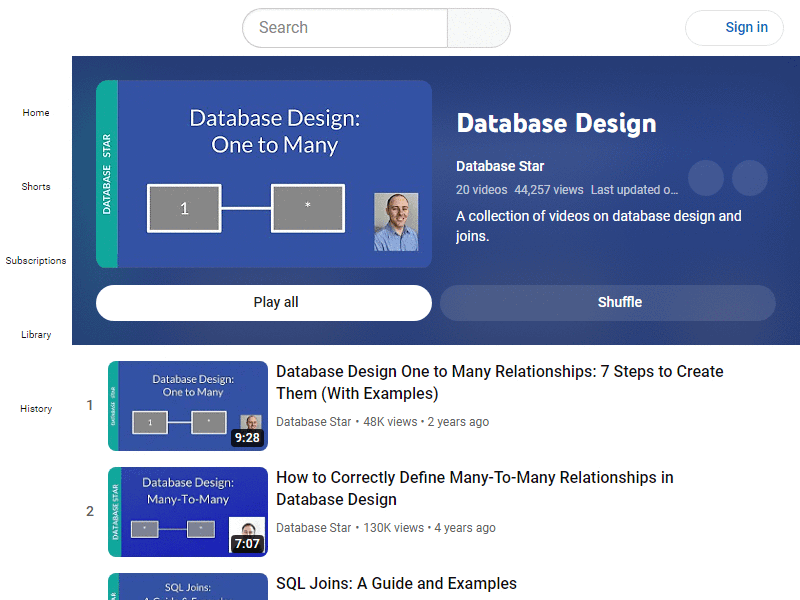 Search
Sign in
Home
Shorts
Subscriptions
Library
History
DATABASE STAR
Database Design:
One to Many
1
*
Database Design
Database Star
20 videos 44,257 views Last updated o...
A collection of videos on database design and
joins.
Play all
Shuffle
1
DATABASE STAR
Database Design:
One to Many
1
*
9:28
Database Design One to Many Relationships: 7 Steps to Create
Them (With Examples)
Database Star • 48K views • 2 years ago
2
DATABASE STAR
Database Design:
Many-To-Many
*
*
7:07
How to Correctly Define Many-To-Many Relationships in
Database Design
Database Star • 130K views • 4 years ago
SQL Joins:
SQL Joins: A Guide and Examples